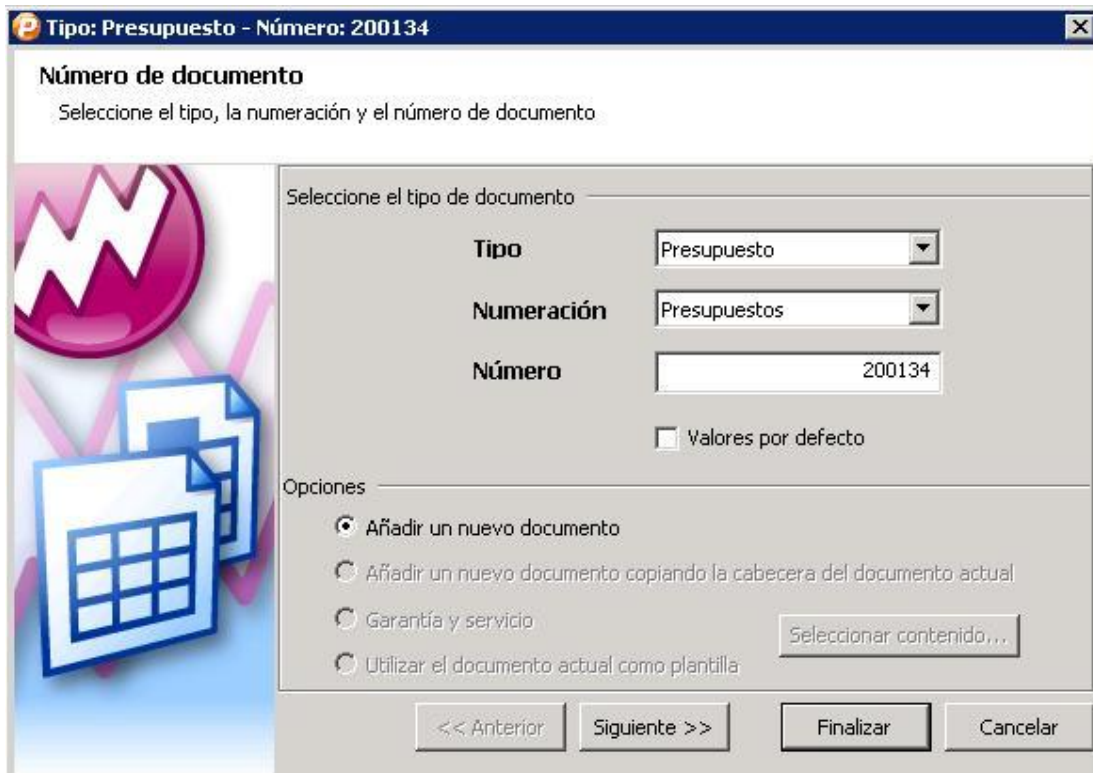 Tipo: Presupuesto - Número: 200134
Número de documento
Seleccione el tipo, la numeración y el número de documento
Seleccione el tipo de documento
Tipo Presupuesto
Numeración Presupuestos
Número 200134
Valores por defecto
Opciones
Añadir un nuevo documento
Añadir un nuevo documento copiando la cabecera del documento actual
Garantía y servicio
Seleccionar contenido...
Utilizar el documento actual como plantilla
<< Anterior Siguiente >> Finalizar Cancelar